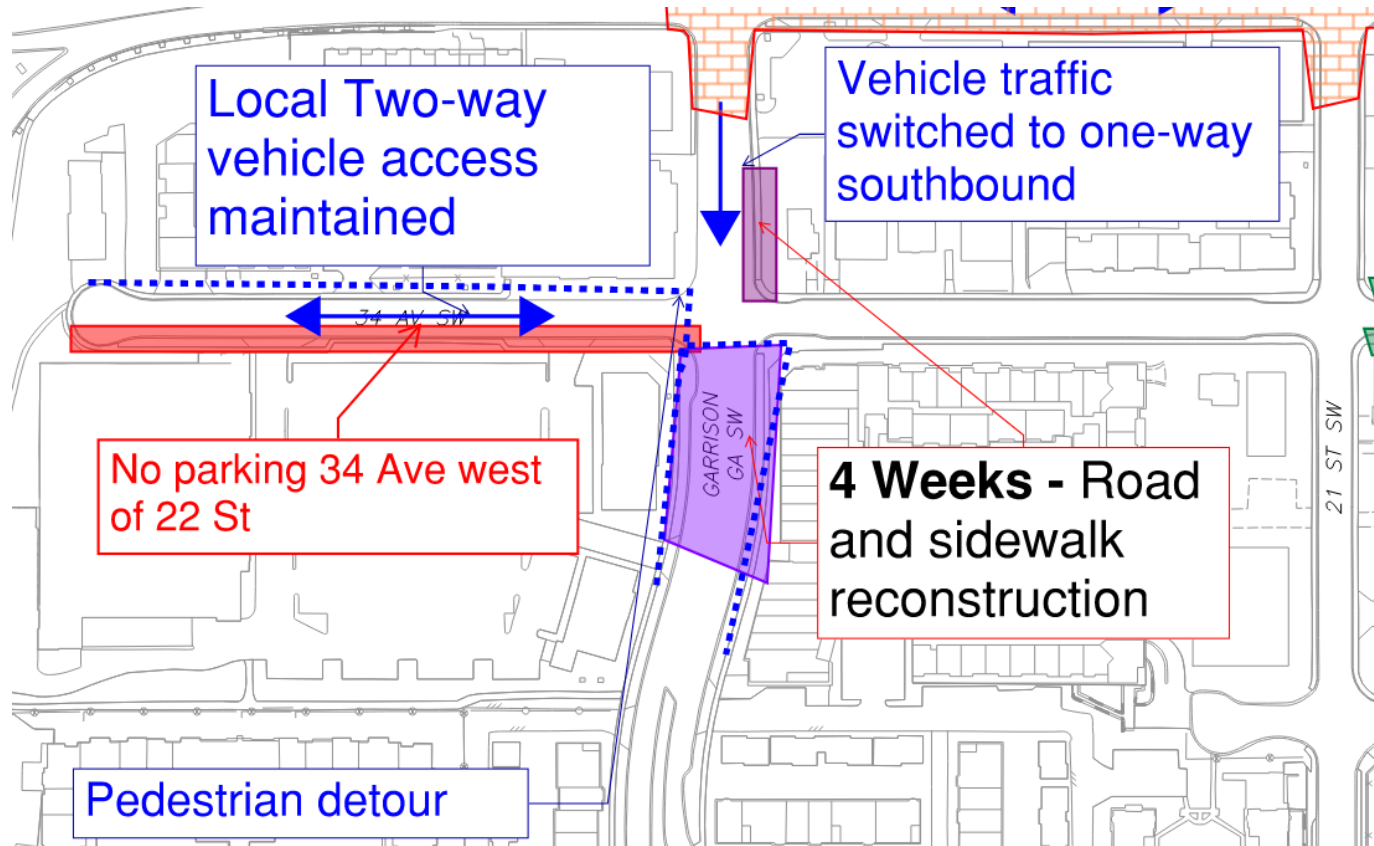 Local Two-way
vehicle access
maintained
Vehicle traffic
switched to one-way
southbound
34 AV SW
No parking 34 Ave west
of 22 St
GARRISON
GA SW
4 Weeks - Road
and sidewalk
reconstruction
21 ST SW
Pedestrian detour